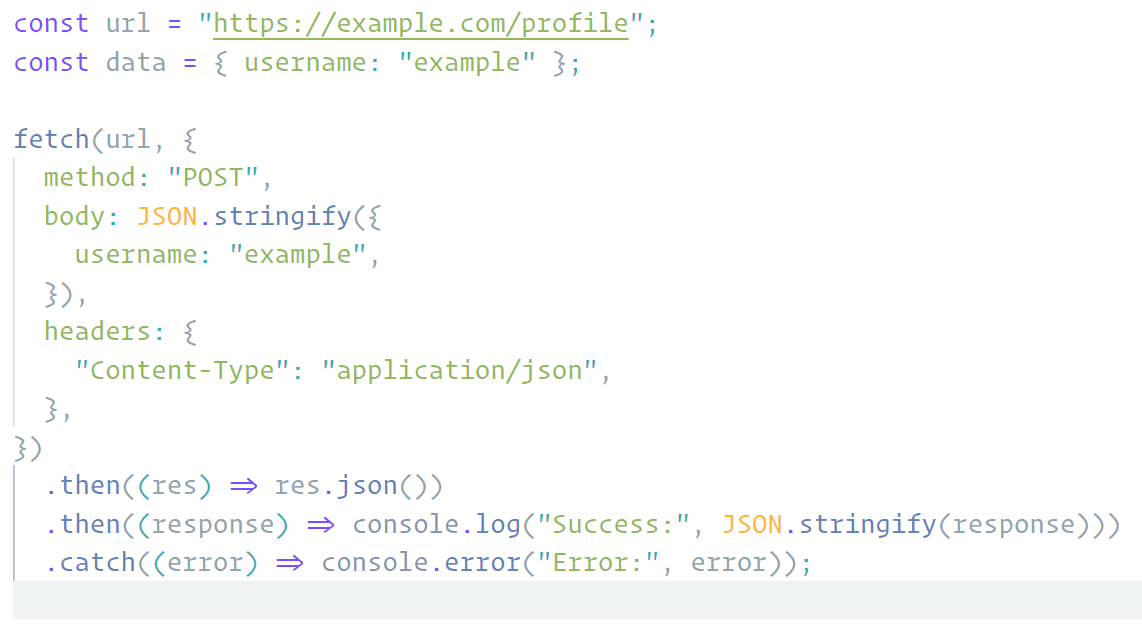 const url = "https://example.com/profile";
const data = { username: "example" };

fetch(url, {
  method: "POST",
  body: JSON.stringify({
    username: "example",
  }),
  headers: {
    "Content-Type": "application/json",
  },
})
  .then((res) => res.json())
  .then((response) => console.log("Success:", JSON.stringify(response)))
  .catch((error) => console.error("Error:", error));